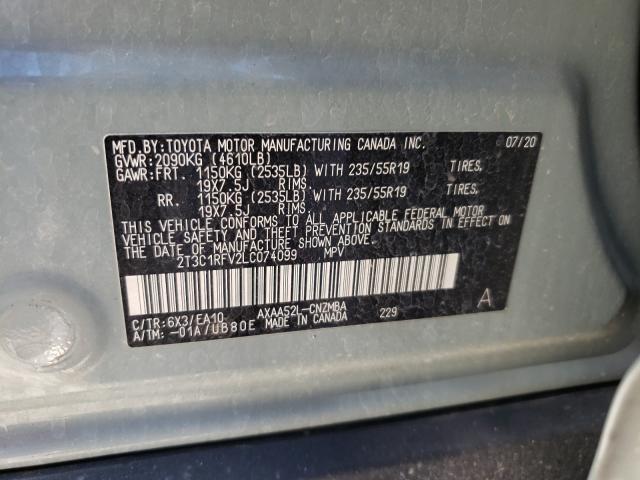 MFD.BY:TOYOTA MOTOR MANUFACTURING CANADA INC. 07/20
GVWR:2090KG (4610LB)
GAWR:FRT. 1150KG (2535LB) WITH 235/55R19 TIRES.
19X7.5J RIMS.
RR. 1150KG (2535LB) WITH 235/55R19 TIRES.
19X7.5J RIMS.
THIS VEHICLE CONFORMS TO ALL APPLICABLE FEDERAL MOTOR
VEHICLE SAFETY AND THEFT PREVENTION STANDARDS IN EFFECT ON
THE DATE OF MANUFACTURE SHOWN ABOVE.
2T3C1RFV2LC074099 MPV
C/TR:6X3/EA10 AXAA52L-CNZMBA 229 A
A/TM:-01A/UB80E MADE IN CANADA